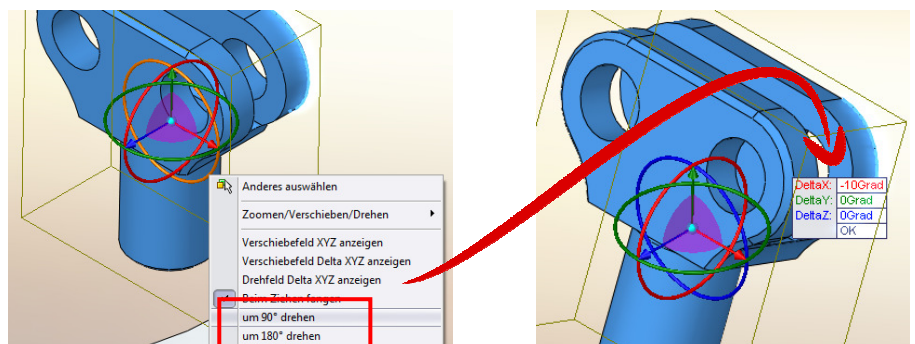 Anderes auswählen
Zoomen/Verschieben/Drehen
Verschiebefeld XYZ anzeigen
Verschiebefeld Delta XYZ anzeigen
Drehfeld Delta XYZ anzeigen
Beim Ziehen fangen
um 90° drehen
um 180° drehen
DeltaX: -10Grad
DeltaY: 0Grad
DeltaZ: 0Grad
OK